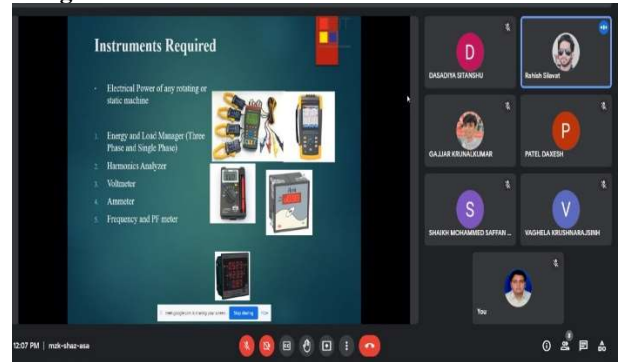 Instruments Required
Electrical Power of any rotating or
static machine
1. Energy and Load Manager (Three
Phase and Single Phase)
2. Harmonics Analyzer
3. Voltmeter
4. Ammeter
5. Frequency and PF meter
Stop sharing
Hide
D
DASADIYA SITANSHU
Rahish Silavat
GAJJAR KRUNALKUMAR
P
PATEL DAXESH
S
SHAIKH MOHAMMED SAFFAN ...
V
VAGHELA KRUSHNARAJSINH
You
12:07 PM | mzk-shaz-esa